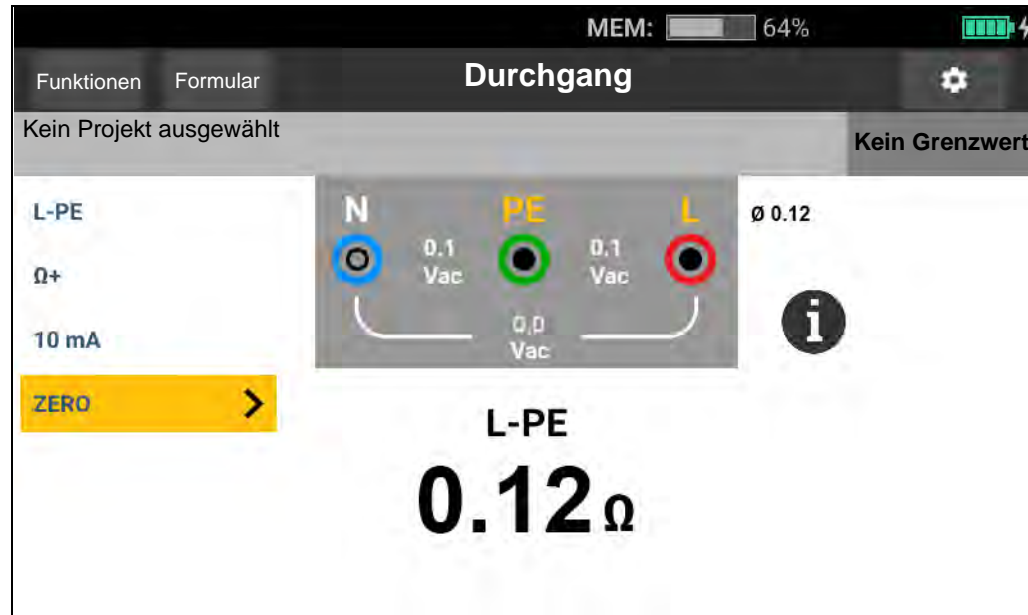 MEM: 64%
Funktionen Formular Durchgang
Kein Projekt ausgewählt
Kein Grenzwert
L-PE
Ω+
10 mA
ZERO
N PE L
0.1 Vac
0.1 Vac
0.0 Vac
Ø 0.12
i
L-PE
0.12 Ω